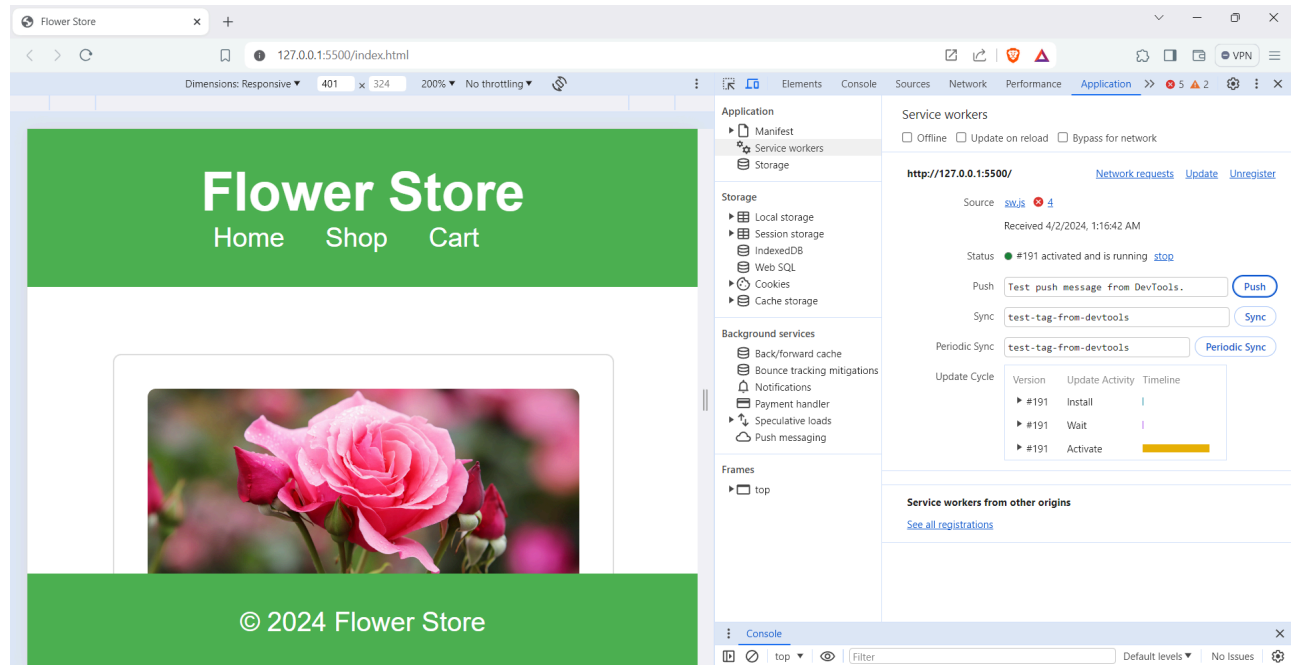 Flower Store
127.0.0.1:5500/index.html
VPN
Dimensions: Responsive 401 x 324 200% No throttling
Elements Console Sources Network Performance Application 5 2
Flower Store
Home Shop Cart
© 2024 Flower Store
Application
Manifest
Service workers
Storage
Storage
Local storage
Session storage
IndexedDB
Web SQL
Cookies
Cache storage
Background services
Back/forward cache
Bounce tracking mitigations
Notifications
Payment handler
Speculative loads
Push messaging
Frames
top
Service workers
Offline Update on reload Bypass for network
http://127.0.0.1:5500/ Network requests Update Unregister
Source sw.js 4
Received 4/2/2024, 1:16:42 AM
Status #191 activated and is running stop
Push Test push message from DevTools. Push
Sync test-tag-from-devtools Sync
Periodic Sync test-tag-from-devtools Periodic Sync
Update Cycle Version Update Activity Timeline
#191 Install
#191 Wait
#191 Activate
Service workers from other origins
See all registrations
Console
top Filter Default levels No Issues